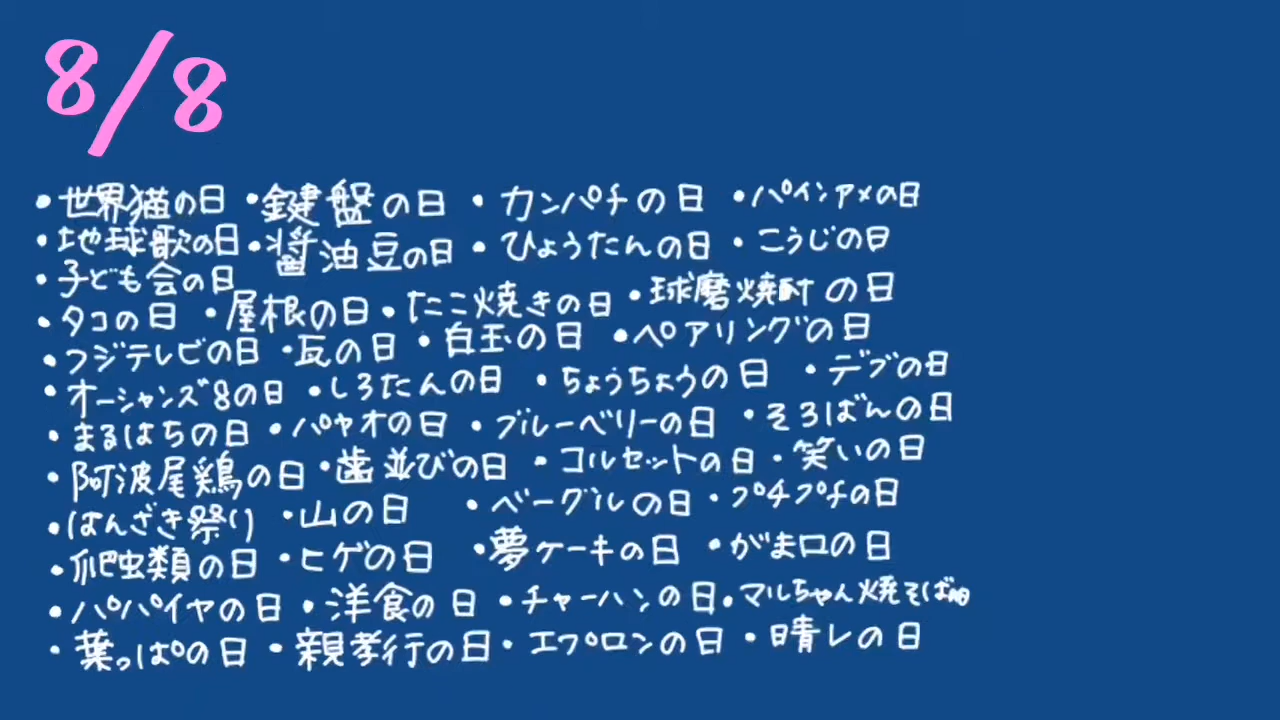 8/8
・世界猫の日 ・鍵盤の日 ・カンパチの日 ・パインアメの日
・地球歌の日 ・醤油豆の日 ・ひょうたんの日 ・こうじの日
・子ども会の日
・タコの日 ・屋根の日 ・たこ焼きの日 ・球磨焼酎の日
・フジテレビの日 ・瓦の日 ・白玉の日 ・ペアリングの日
・オーシャンズ8の日 ・しろたんの日 ・ちょうちょうの日 ・デブの日
・まるはちの日 ・パヤオの日 ・ブルーベリーの日 ・そろばんの日
・阿波尾鶏の日 ・歯並びの日 ・コルセットの日 ・笑いの日
・はんざき祭り ・山の日 ・ベーグルの日 ・プチプチの日
・爬虫類の日 ・ヒゲの日 ・夢ケーキの日 ・がま口の日
・パパイヤの日 ・洋食の日 ・チャーハンの日 ・マルちゃん焼そばの日
・葉っぱの日 ・親孝行の日 ・エプロンの日 ・晴レの日